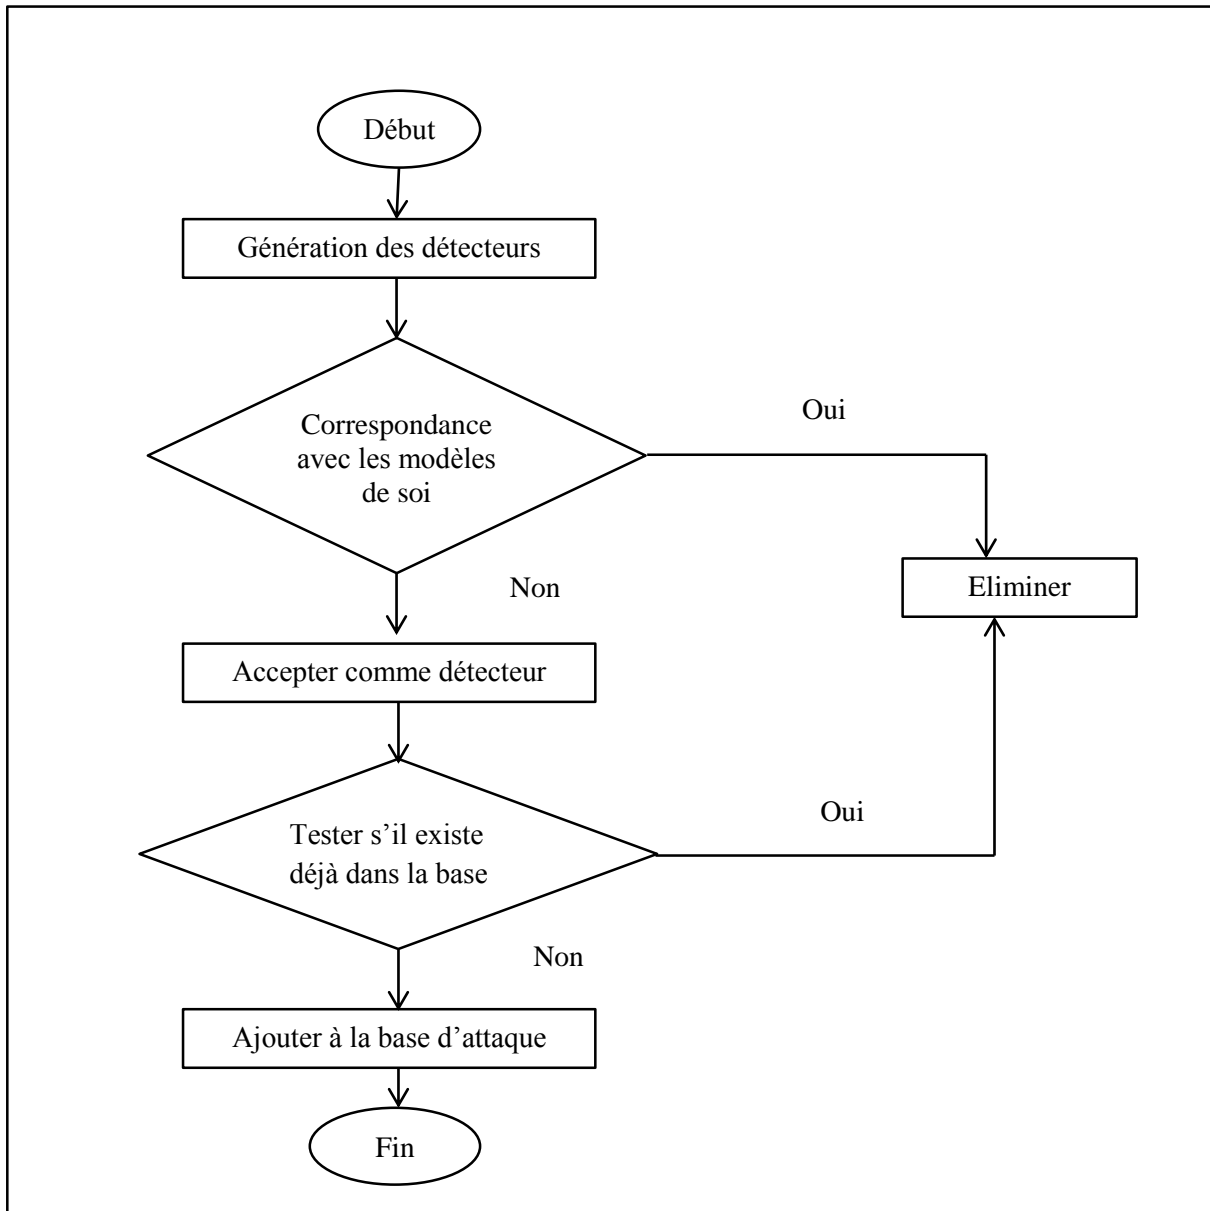 Début
Génération des détecteurs
Correspondance
avec les modèles
de soi
Oui
Non
Eliminer
Accepter comme détecteur
Tester s’il existe
déjà dans la base
Oui
Non
Ajouter à la base d’attaque
Fin